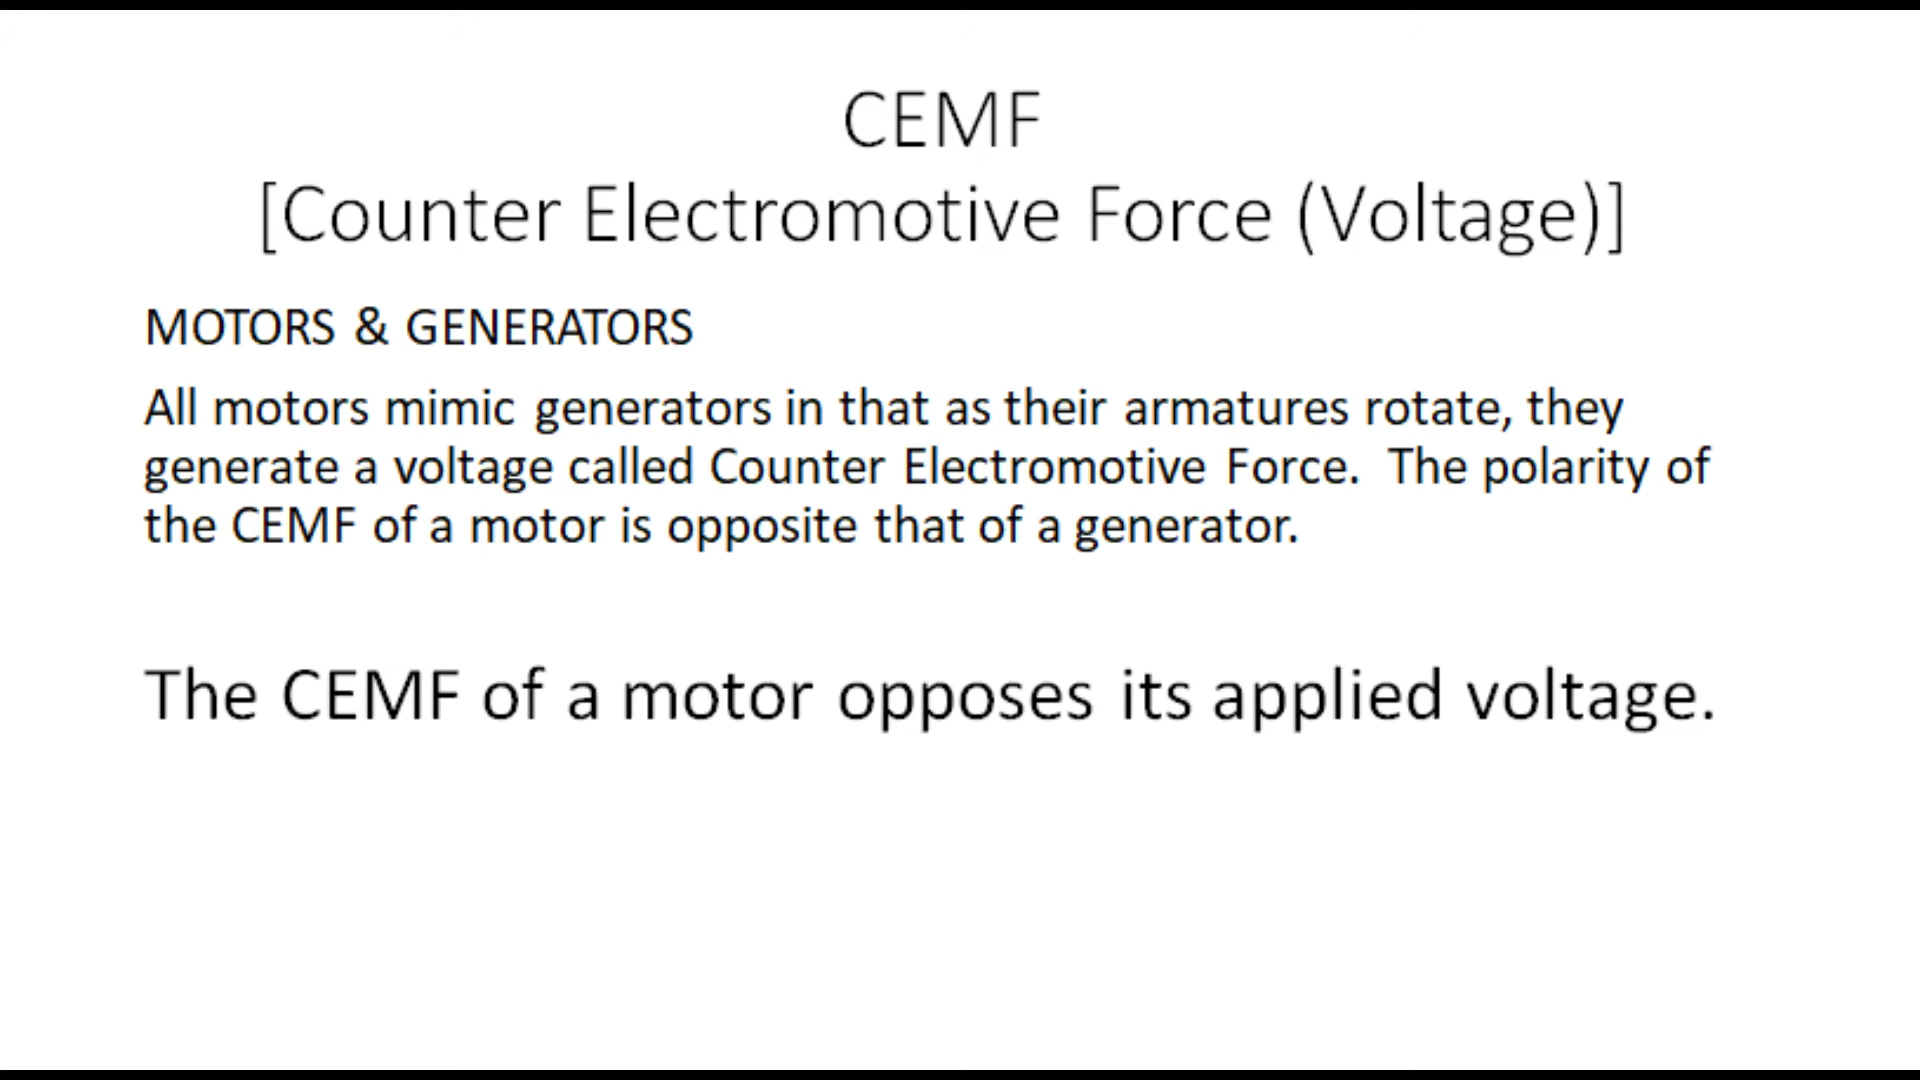 CEMF
[Counter Electromotive Force (Voltage)]
MOTORS & GENERATORS
All motors mimic generators in that as their armatures rotate, they
generate a voltage called Counter Electromotive Force.  The polarity of
the CEMF of a motor is opposite that of a generator.
The CEMF of a motor opposes its applied voltage.